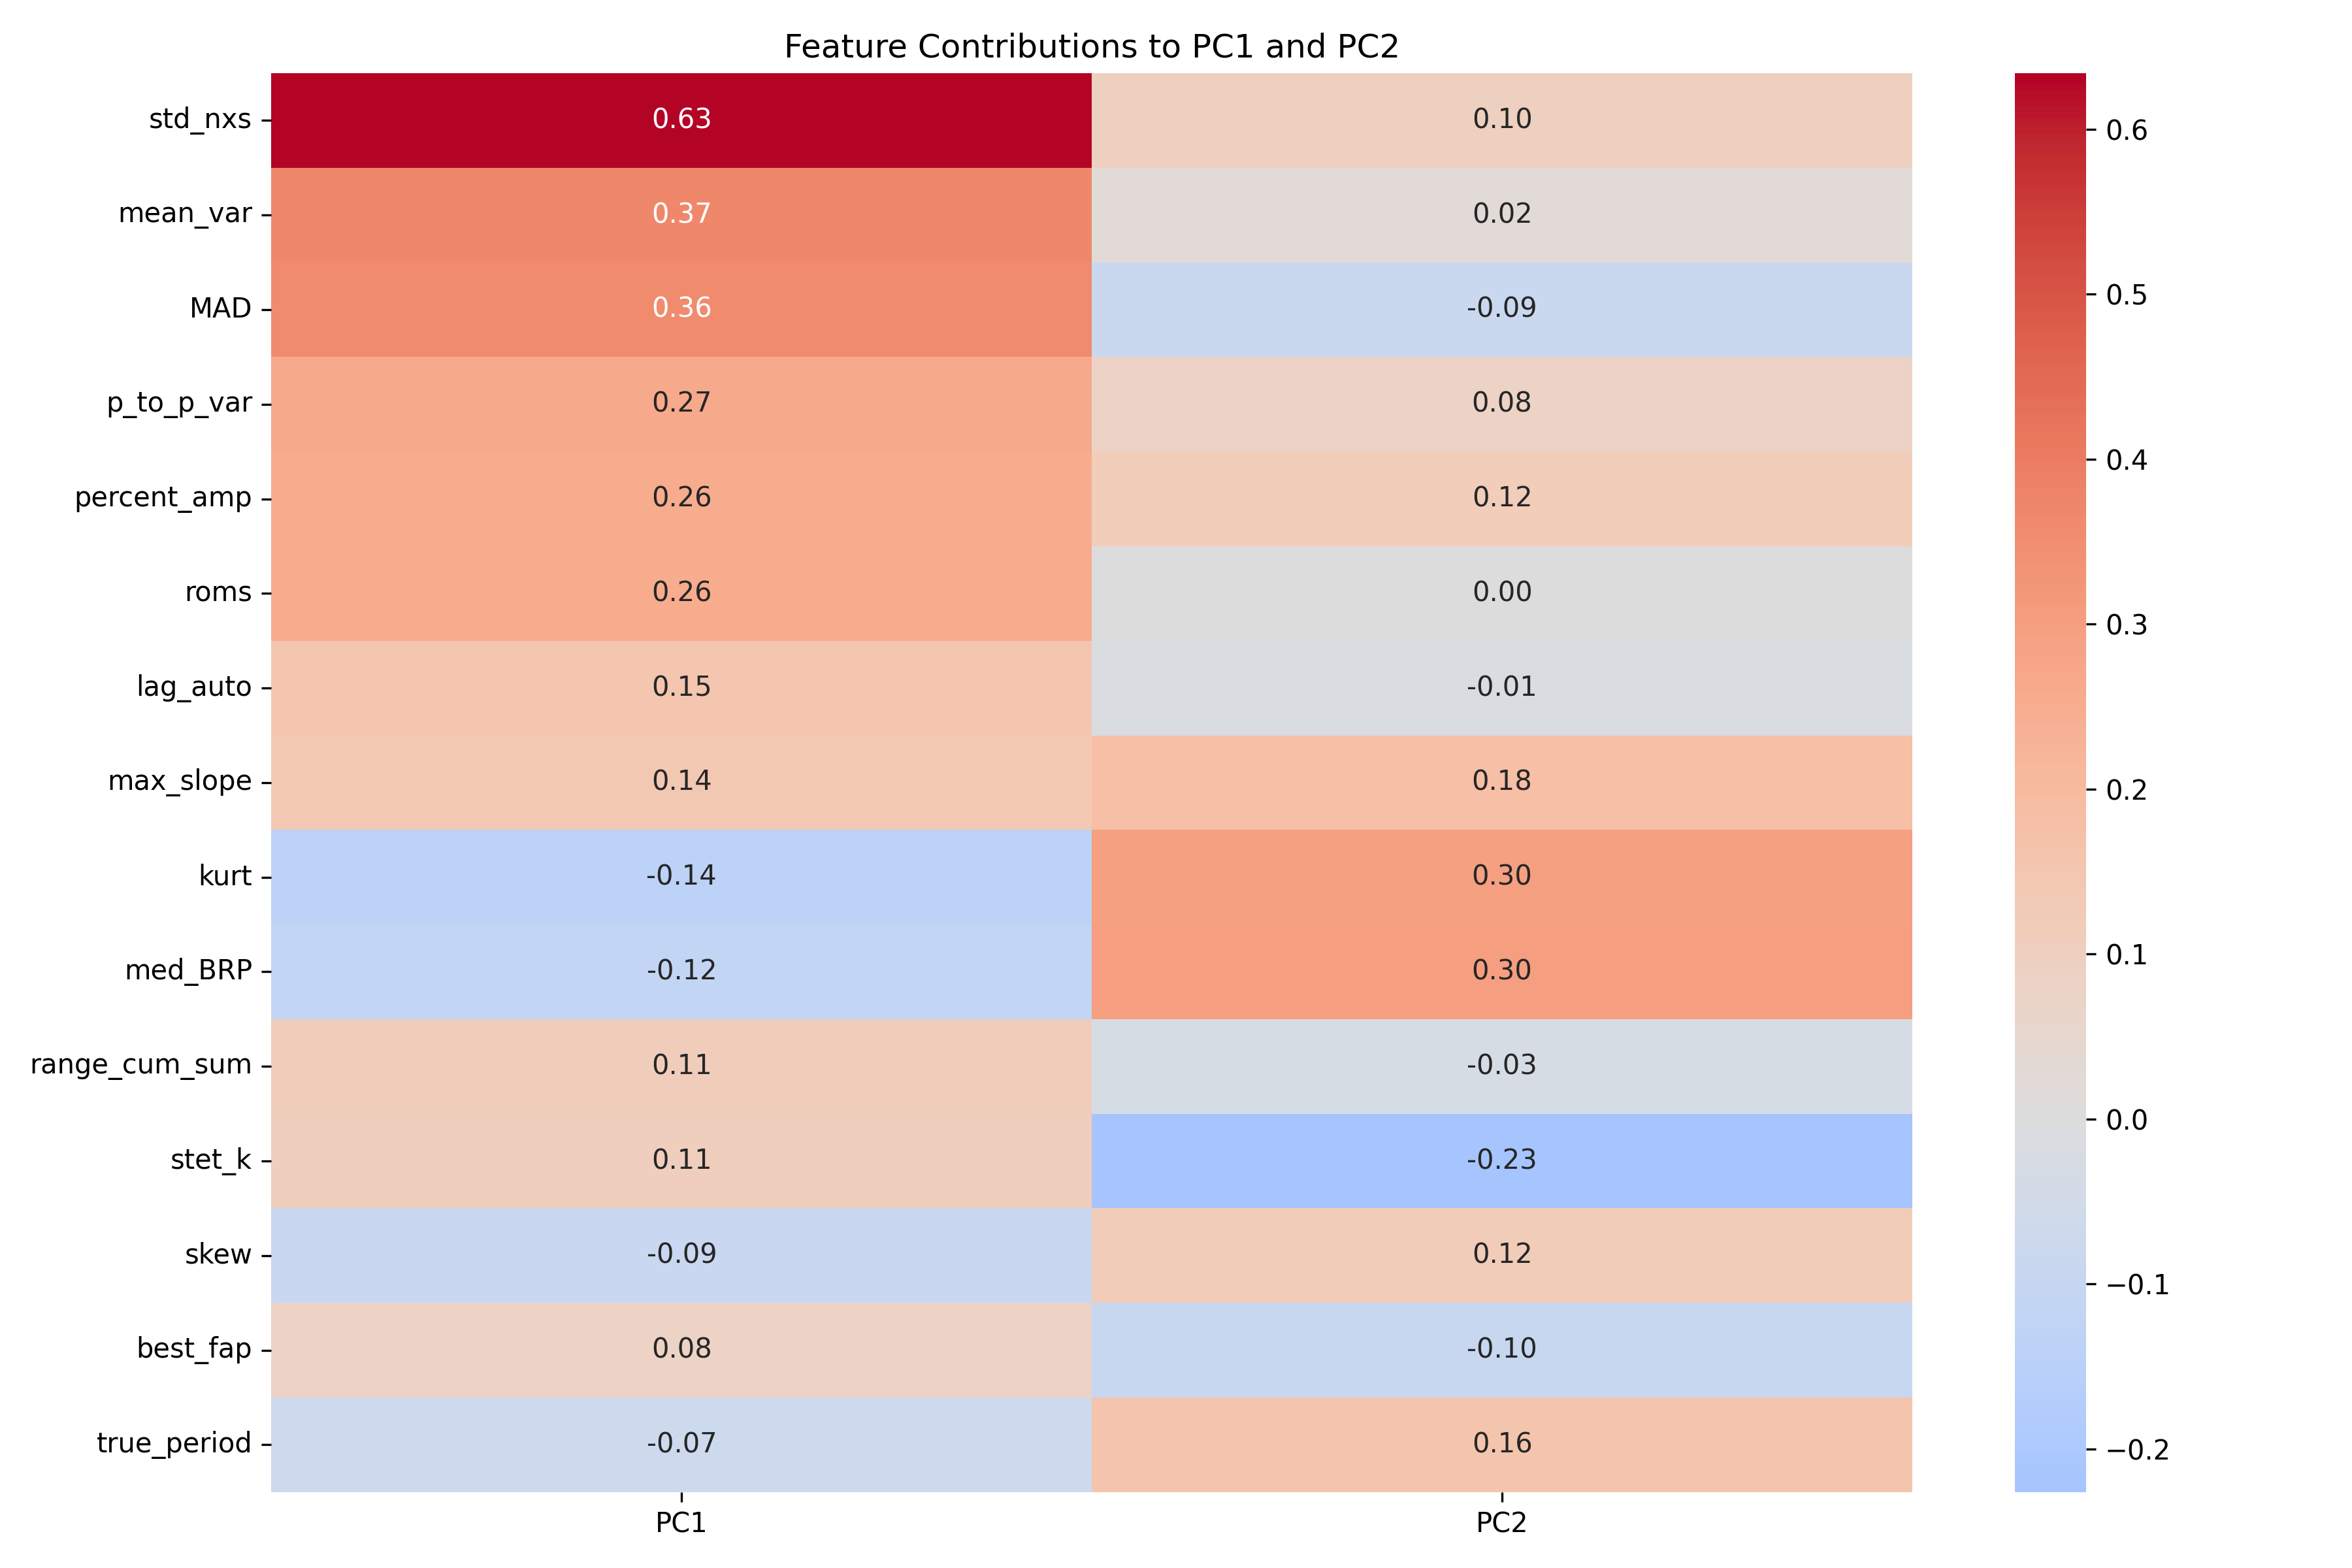 Feature Contributions to PC1 and PC2
std_nxs 0.63 0.10
mean_var 0.37 0.02
MAD 0.36 -0.09
p_to_p_var 0.27 0.08
percent_amp 0.26 0.12
roms 0.26 0.00
lag_auto 0.15 -0.01
max_slope 0.14 0.18
kurt -0.14 0.30
med_BRP -0.12 0.30
range_cum_sum 0.11 -0.03
stet_k 0.11 -0.23
skew -0.09 0.12
best_fap 0.08 -0.10
true_period -0.07 0.16
PC1 PC2
0.6
0.5
0.4
0.3
0.2
0.1
0.0
−0.1
−0.2